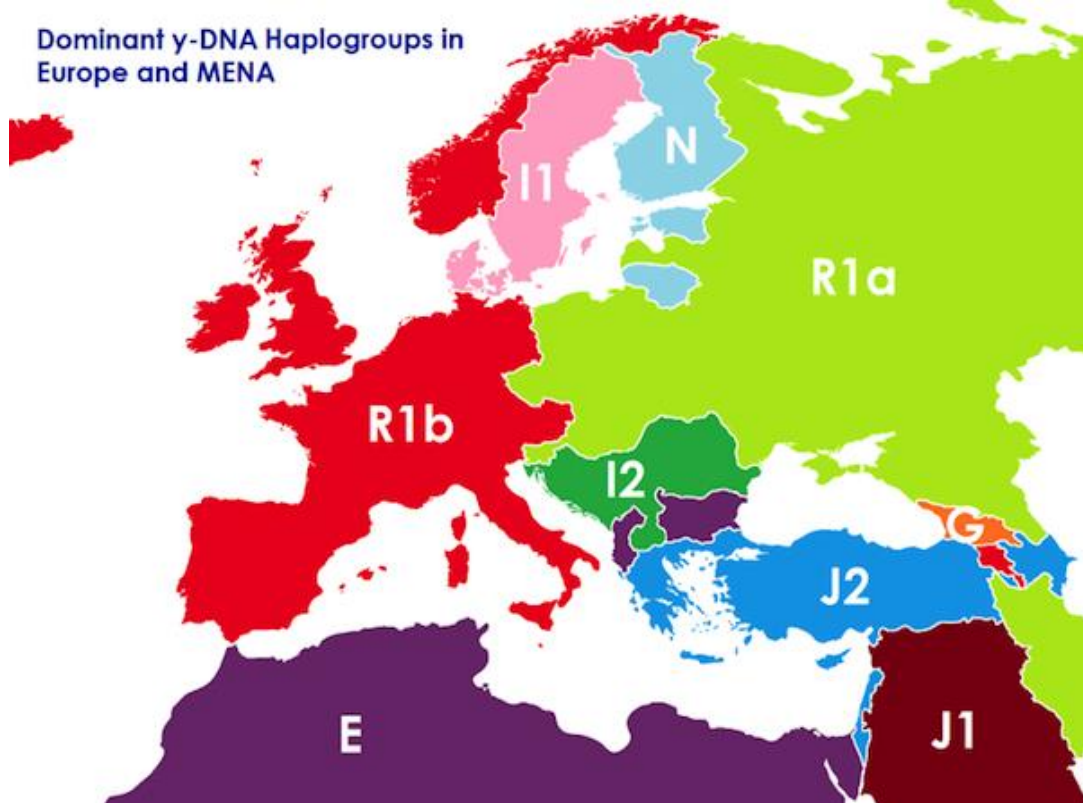 Dominant y-DNA Haplogroups in
Europe and MENA
N
I1
R1a
R1b
I2
G
J2
E
J1